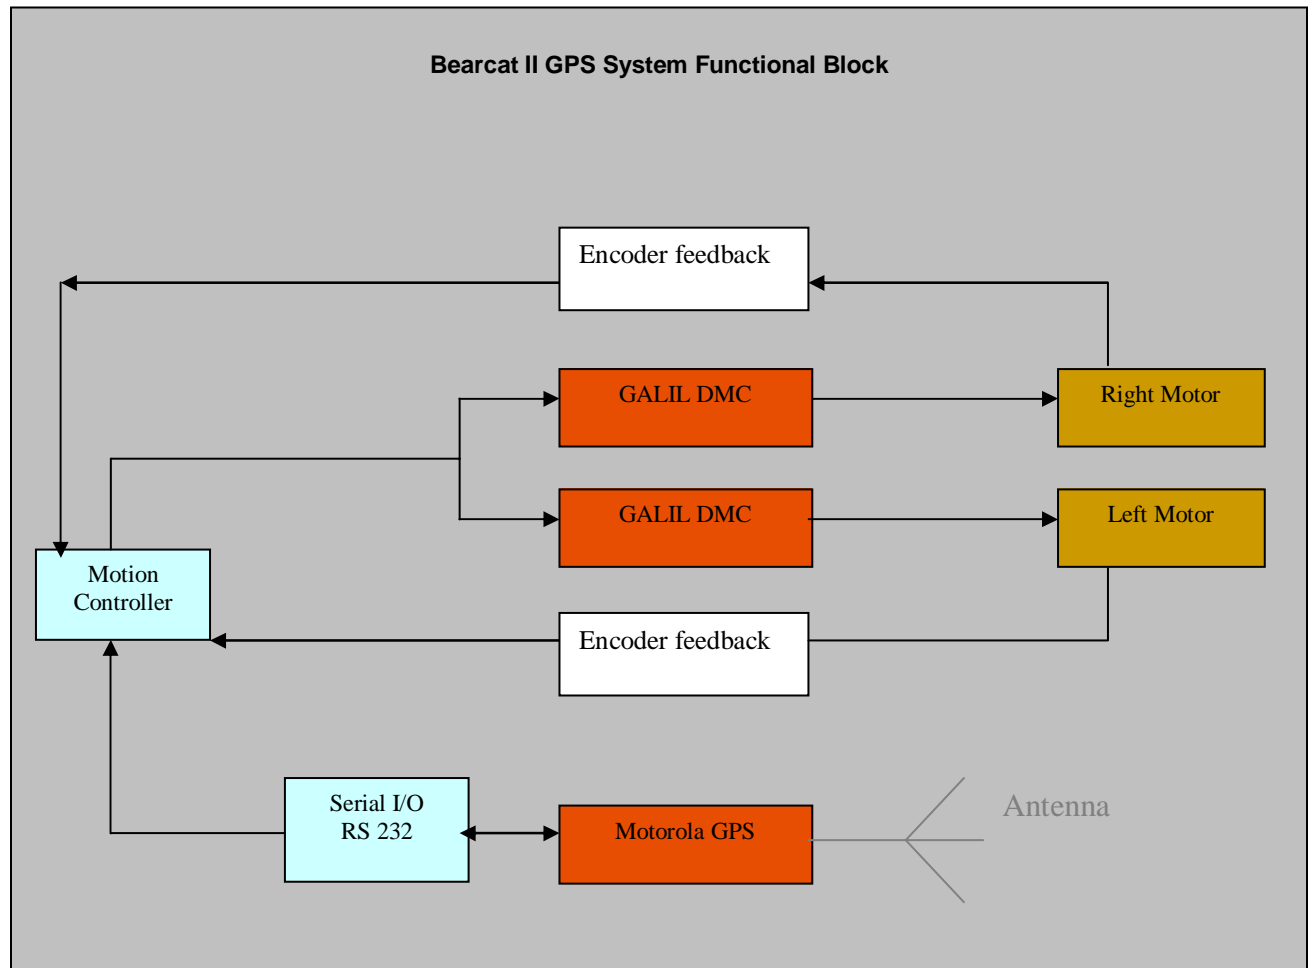 Bearcat II GPS System Functional Block
Encoder feedback
GALIL DMC
Right Motor
GALIL DMC
Left Motor
Motion
Controller
Encoder feedback
Serial I/O
RS 232
Motorola GPS
Antenna